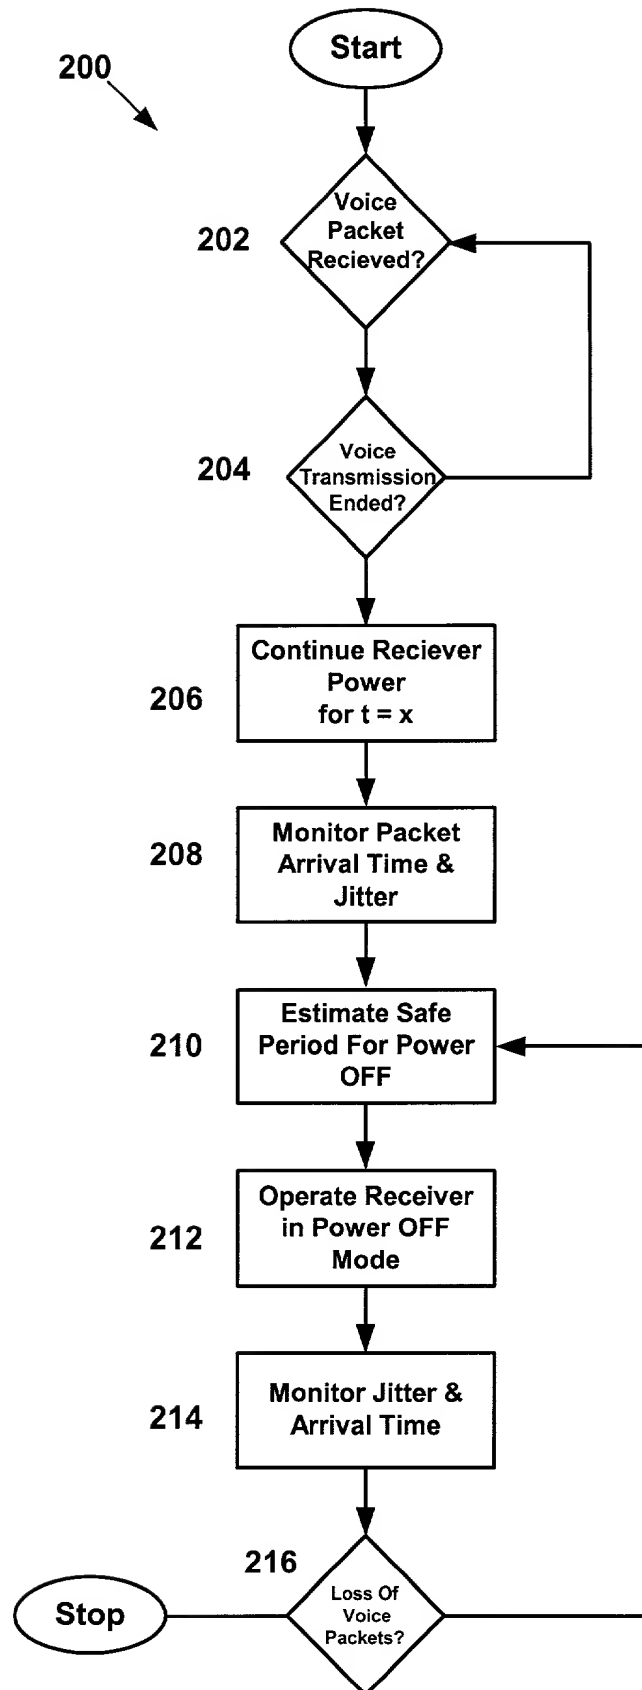 Start
200
Voice
Packet
Recieved?
202
Voice
Transmission
Ended?
204
Continue Reciever
Power
for t = x
206
Monitor Packet
Arrival Time &
Jitter
208
Estimate Safe
Period For Power
OFF
210
Operate Receiver
in Power OFF
Mode
212
Monitor Jitter &
Arrival Time
214
216
Loss Of
Voice
Packets?
Stop